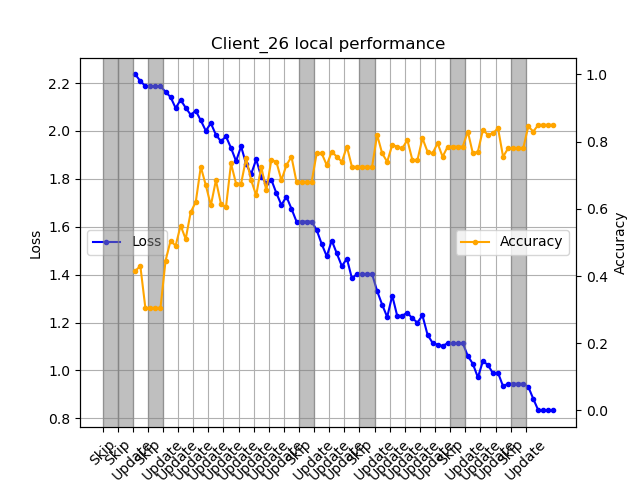 Client_26 local performance
Loss
2.2
2.0
1.8
1.6
1.4
1.2
1.0
0.8
Loss
Accuracy
1.0
0.8
0.6
0.4
0.2
0.0
Accuracy
Skip
Skip
Update
Skip
Update
Update
Update
Update
Update
Update
Update
Update
Update
Skip
Update
Update
Update
Skip
Update
Update
Update
Update
Update
Skip
Update
Update
Update
Skip
Update